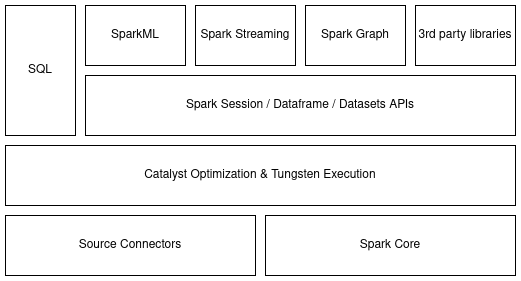 SparkML
Spark Streaming
Spark Graph
3rd party libraries
SQL
Spark Session / Dataframe / Datasets APIs
Catalyst Optimization & Tungsten Execution
Source Connectors
Spark Core